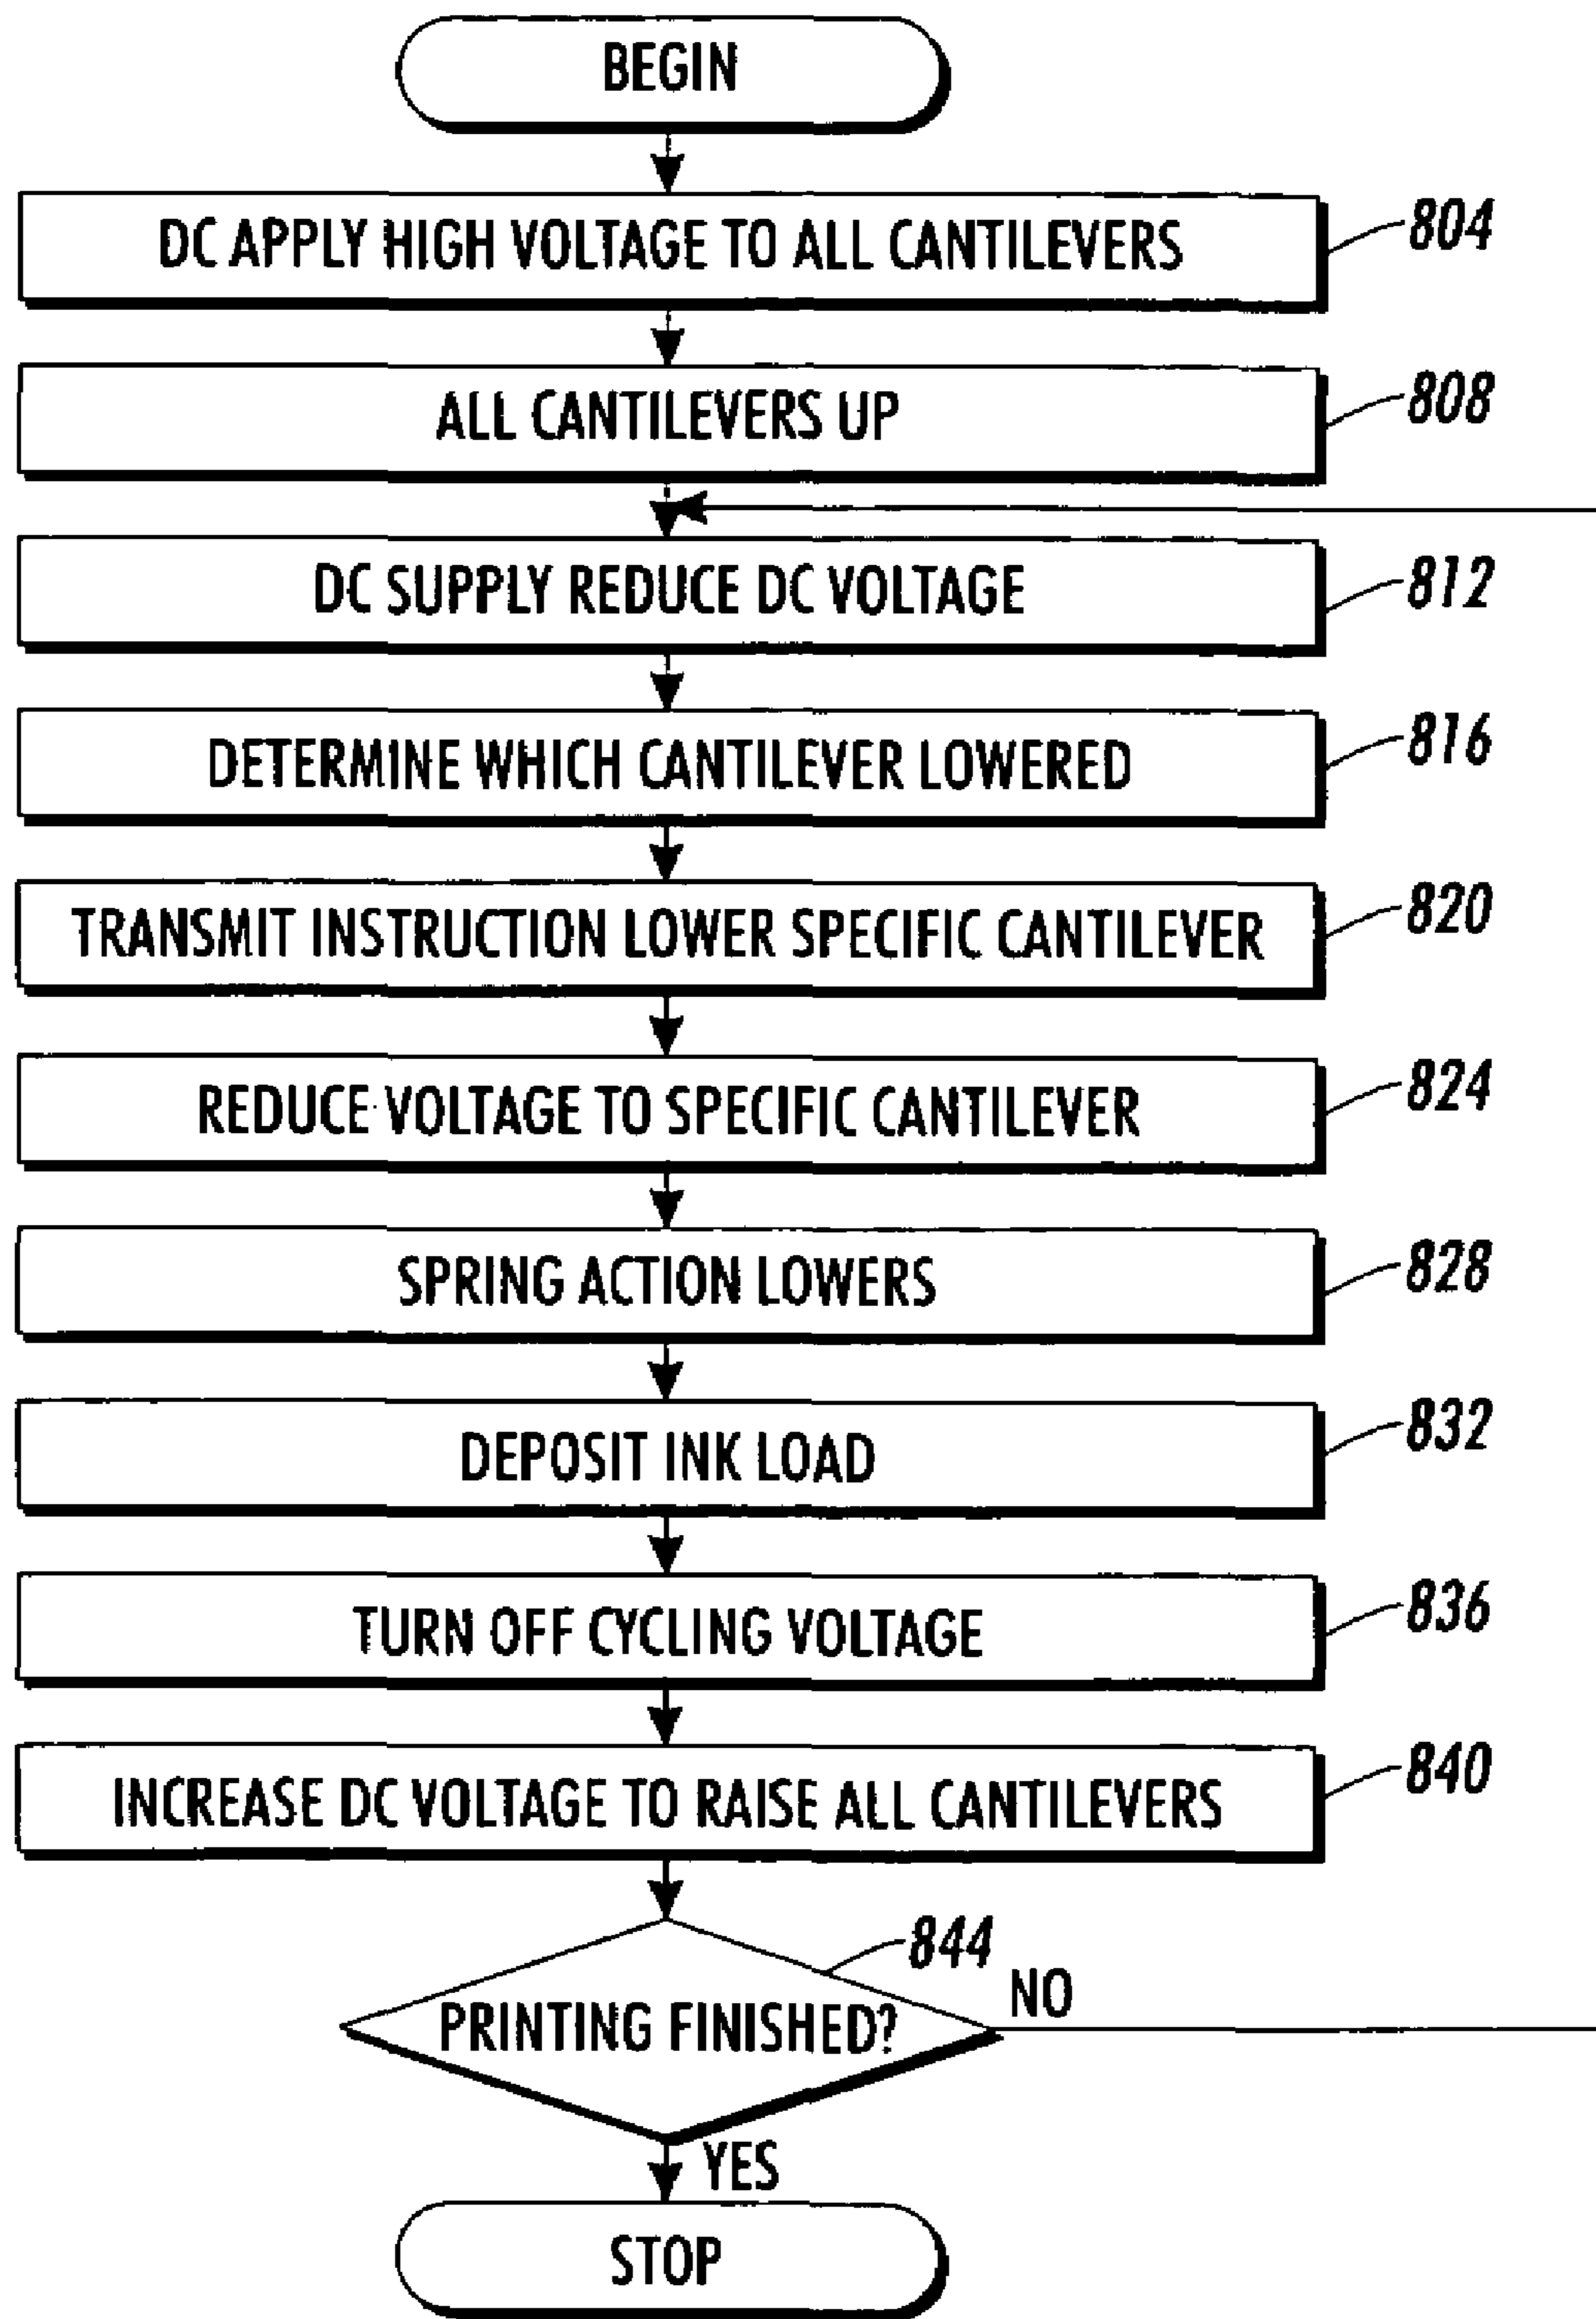 BEGIN
DC APPLY HIGH VOLTAGE TO ALL CANTILEVERS
804
ALL CANTILEVERS UP
808
DC SUPPLY REDUCE DC VOLTAGE
812
DETERMINE WHICH CANTILEVER LOWERED
816
TRANSMIT INSTRUCTION LOWER SPECIFIC CANTILEVER
820
REDUCE VOLTAGE TO SPECIFIC CANTILEVER
824
SPRING ACTION LOWERS
828
DEPOSIT INK LOAD
832
TURN OFF CYCLING VOLTAGE
836
INCREASE DC VOLTAGE TO RAISE ALL CANTILEVERS
840
844
PRINTING FINISHED?
NO
YES
STOP